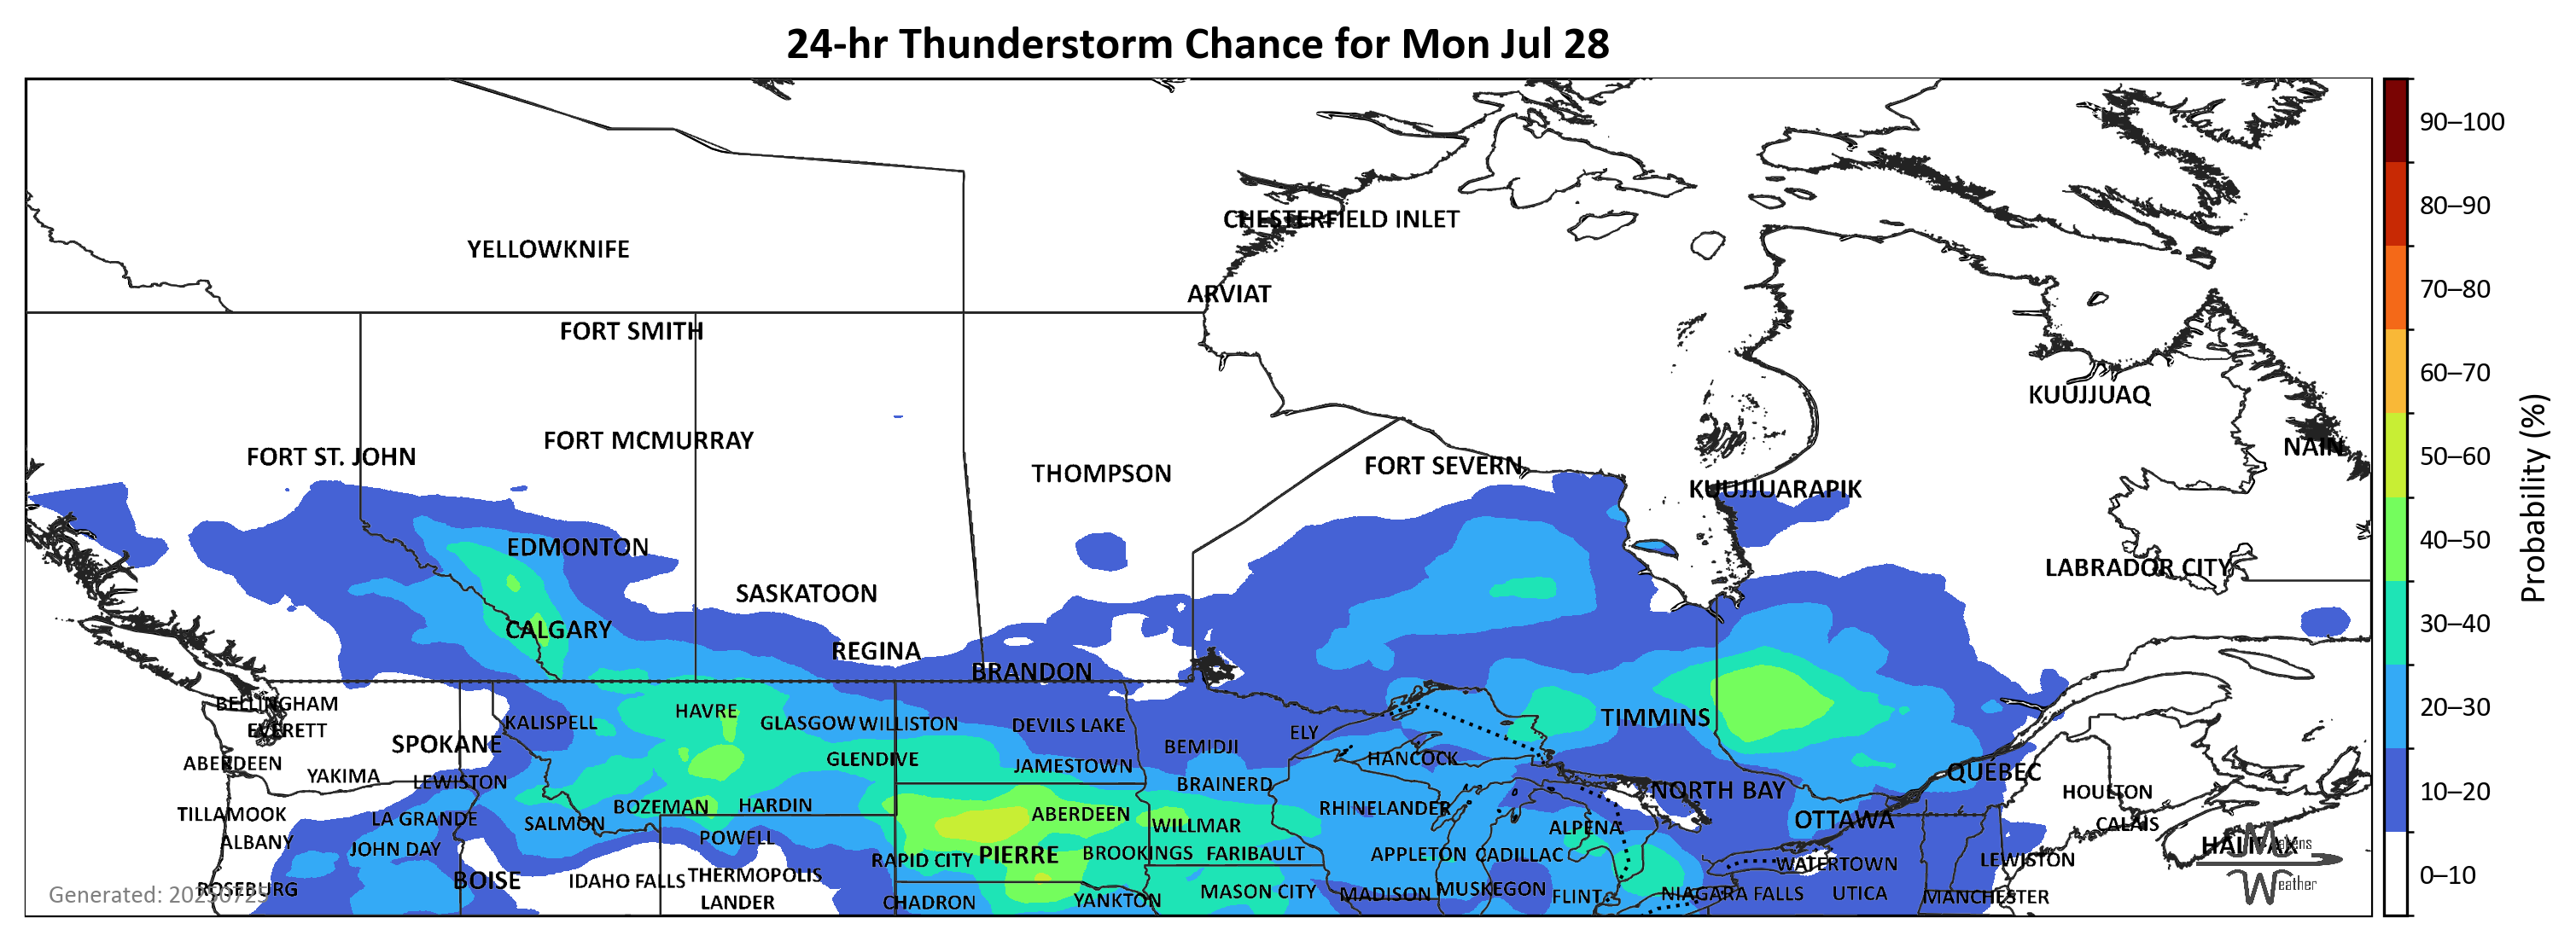 24-hr Thunderstorm Chance for Mon Jul 28
90–100
80–90
CHESTERFIELD INLET
YELLOWKNIFE
70–80
ARVIAT
FORT SMITH
60–70
KUUJJUAQ
FORT MCMURRAY
NAIN
50–60
FORT ST. JOHN
FORT SEVERN
THOMPSON
KUUJJUARAPIK
Probability (%)
40–50
EDMONTON
LABRADOR CITY
SASKATOON
30–40
CALGARY
REGINA
BRANDON
BELLINGHAM
20–30
HAVRE
TIMMINS
KALISPELL
GLASGOW
WILLISTON
DEVILS LAKE
EVERETT
ELY
SPOKANE
BEMIDJI
GLENDIVE
HANCOCK
ABERDEEN
JAMESTOWN
QUÉBEC
YAKIMA
LEWISTON
BRAINERD
NORTH BAY
HOULTON
10–20
BOZEMAN
HARDIN
RHINELANDER
TILLAMOOK
LA GRANDE
ABERDEEN
OTTAWA
SALMON
WILLMAR
CALAIS
ALPENA
POWELL
ALBANY
HALIFAX
Matens
JOHN DAY
BROOKINGS
FARIBAULT
APPLETON
CADILLAC
PIERRE
RAPID CITY
LEWISTON
WATERTOWN
0–10
THERMOPOLIS
BOISE
IDAHO FALLS
Weather
ROSEBURG
Generated: 20250725
MASON CITY
MUSKEGON
MADISON
NIAGARA FALLS
UTICA
FLINT
MANCHESTER
YANKTON
LANDER
CHADRON